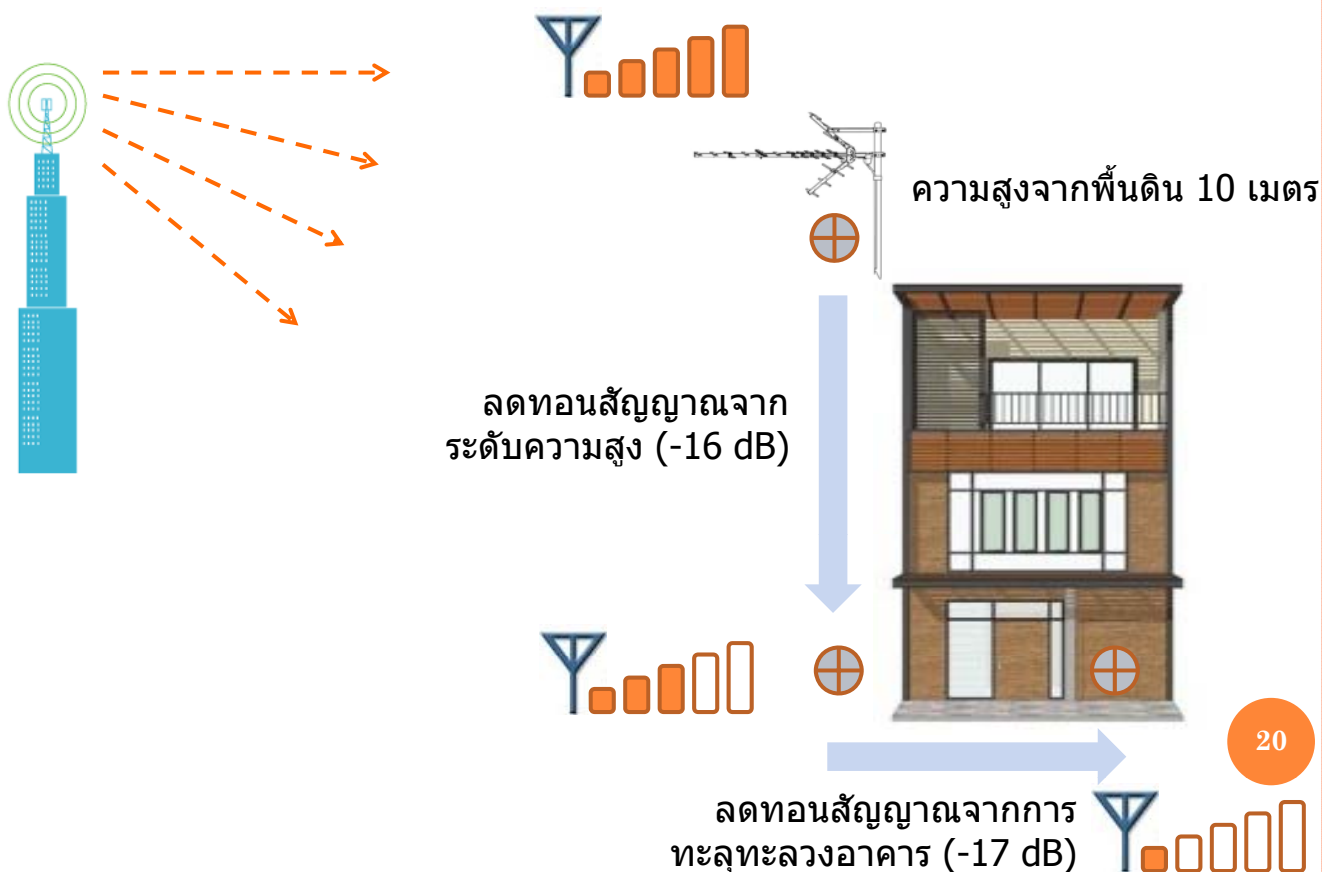 ความสูงจากพื้นดิน 10 เมตร
ลดทอนสัญญาณจาก
ระดับความสูง (-16 dB)
20
ลดทอนสัญญาณจากการ
ทะลุทะลวงอาคาร (-17 dB)